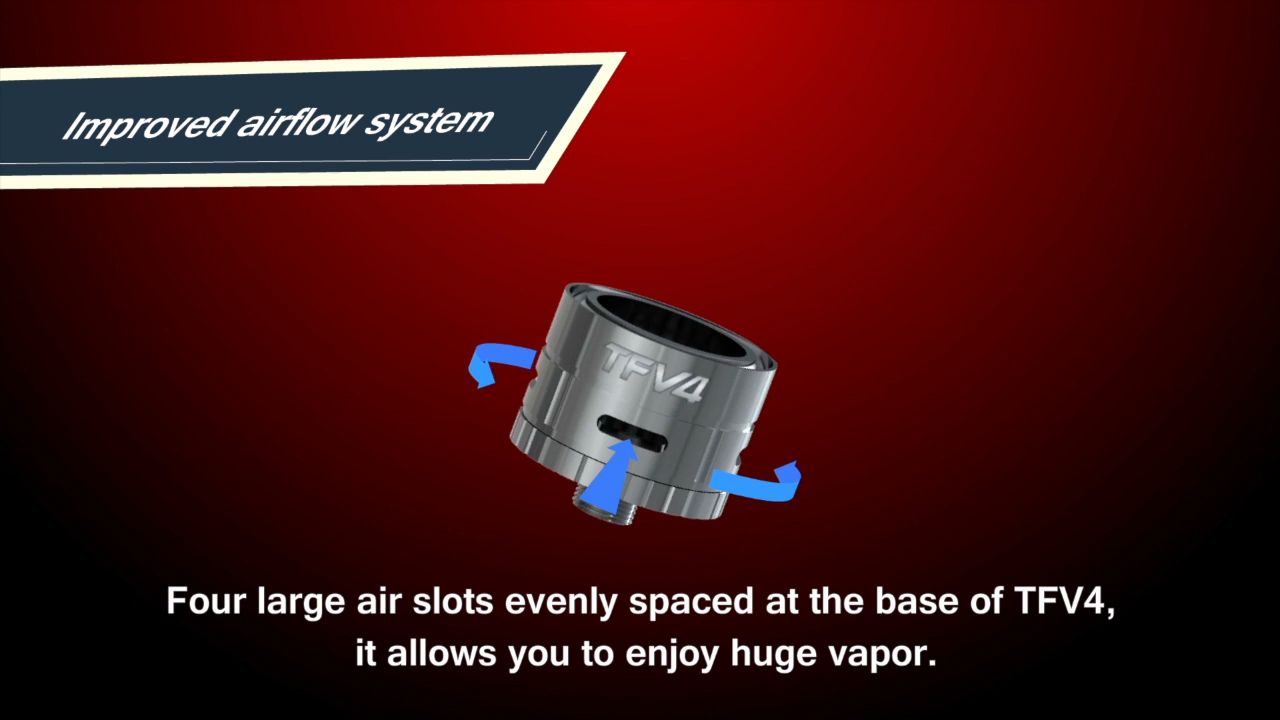 Improved airflow system
TFV4
Four large air slots evenly spaced at the base of TFV4,
it allows you to enjoy huge vapor.